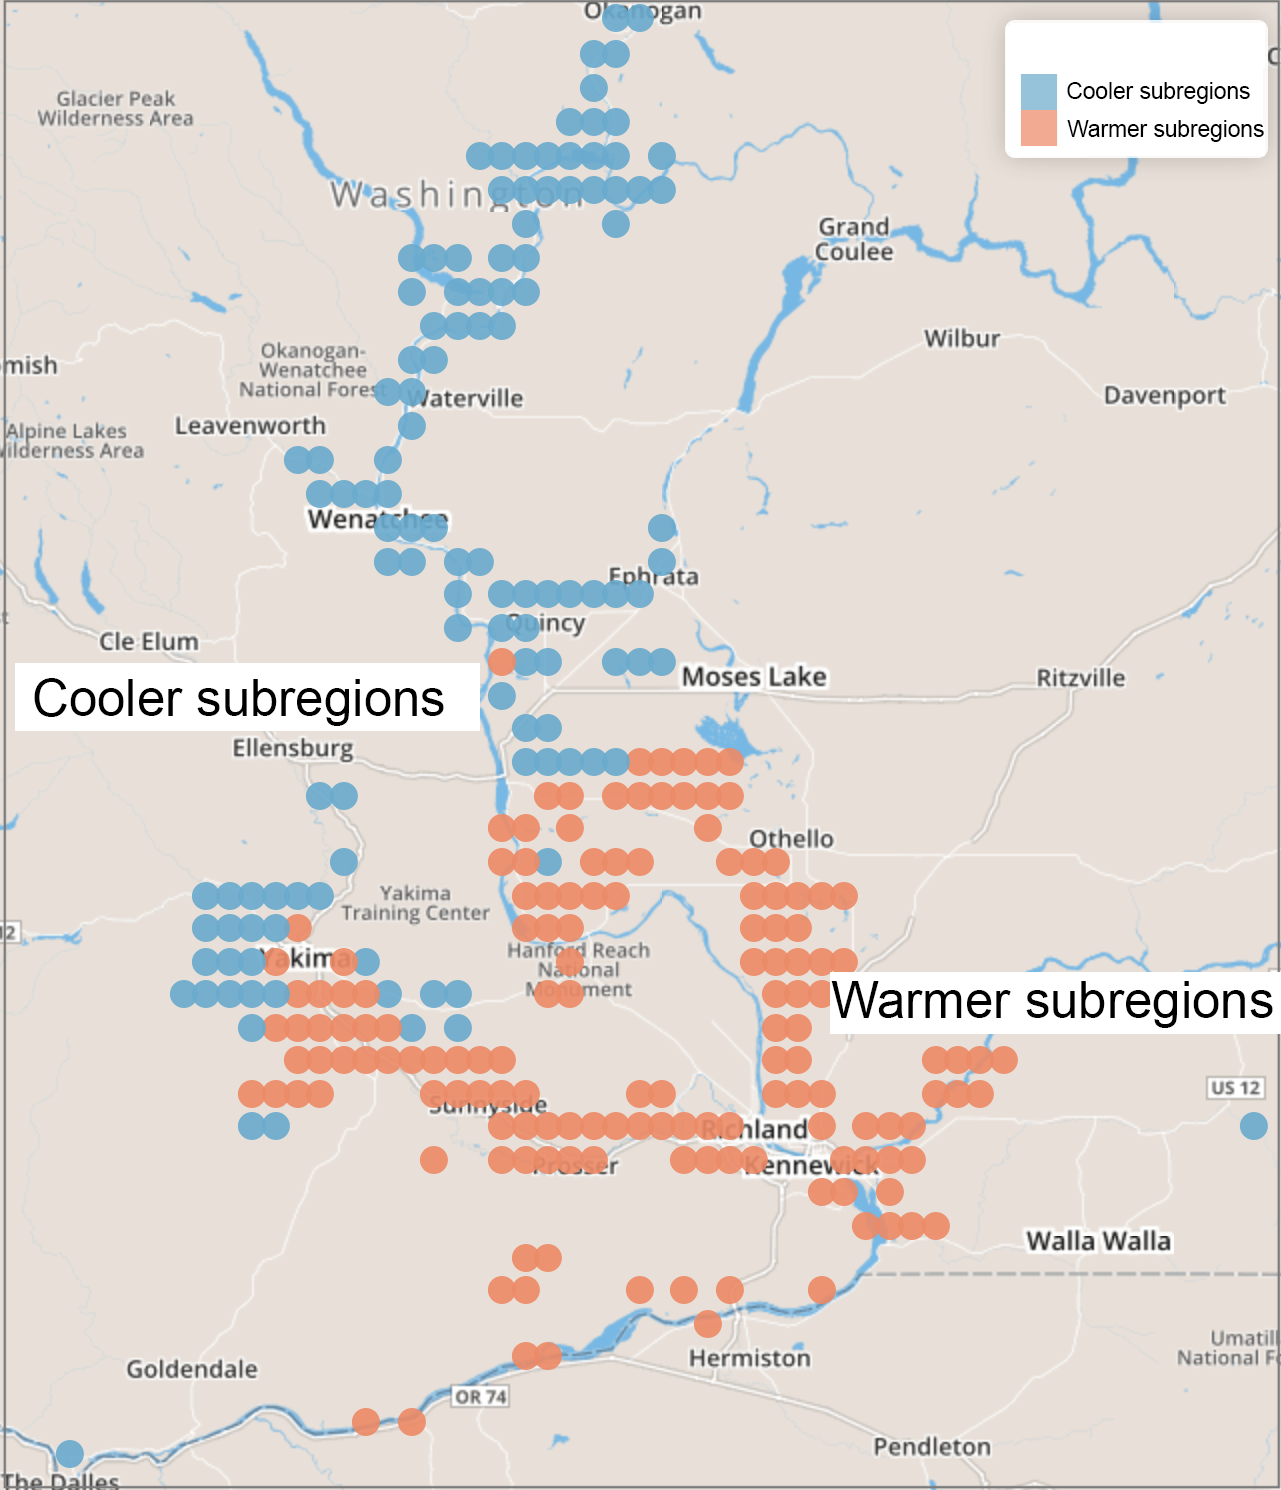 Okanogan
Cooler subregions
Warmer subregions
Glacier Peak
Wilderness Area
Washington
Grand
Coulee
Wilbur
Okanogan-
Wenatchee
National Forest
mish
Davenport
Waterville
Leavenworth
Alpine Lakes
Wilderness Area
Wenatchee
Ephrata
Quincy
Cle Elum
Moses Lake
Ritzville
Cooler subregions
Ellensburg
Othello
Yakima
Training Center
12
Yakima
Hanford Reach
National
Monument
Warmer subregions
US 12
Sunnyside
Richland
Prosser
Kennewick
Walla Walla
Umatill
National Fo
Hermiston
Goldendale
OR 74
Pendleton
The Dalles